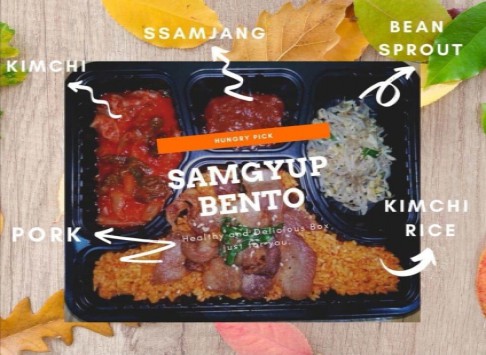 SSAMJANG
BEAN
SPROUT
KIMCHI
HUNGRY PICK
SAMGYUP
BENTO
Healthy and Delicious Box,
just for you.
KIMCHI
RICE
PORK